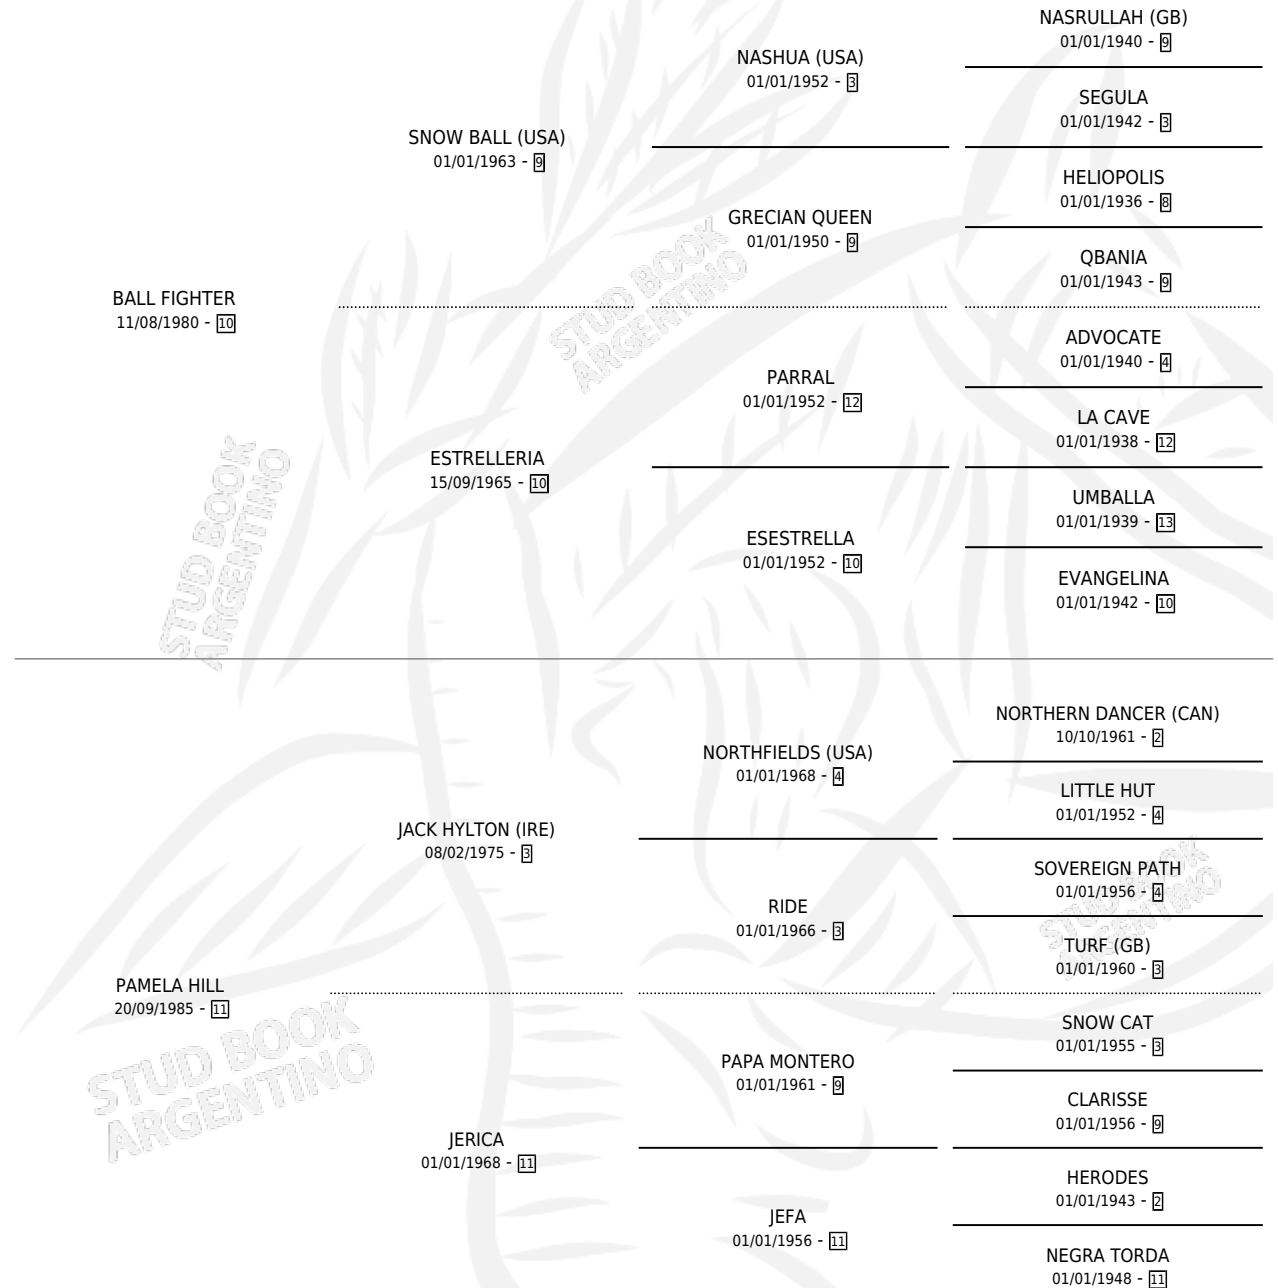 NASRULLAH (GB)
01/01/1940 - 9
NASHUA (USA)
01/01/1952 - 3
SEGULA
01/01/1942 - 3
SNOW BALL (USA)
01/01/1963 - 9
HELIOPOLIS
01/01/1936 - 8
GRECIAN QUEEN
01/01/1950 - 9
QBANIA
01/01/1943 - 9
BALL FIGHTER
11/08/1980 - 10
STUD BOOK
ARGENTINO
ADVOCATE
01/01/1940 - 4
PARRAL
01/01/1952 - 12
LA CAVE
01/01/1938 - 12
ESTRELLERIA
15/09/1965 - 10
UMBALLA
01/01/1939 - 13
ESESTRELLA
01/01/1952 - 10
EVANGELINA
01/01/1942 - 10
STUD BOOK
ARGENTINO
NORTHERN DANCER (CAN)
10/10/1961 - 2
NORTHFIELDS (USA)
01/01/1968 - 4
LITTLE HUT
01/01/1952 - 4
JACK HYLTON (IRE)
08/02/1975 - 3
SOVEREIGN PATH
01/01/1956 - 4
RIDE
01/01/1966 - 3
TURF (GB)
01/01/1960 - 3
STUD BOOK
ARGENTINO
PAMELA HILL
20/09/1985 - 11
SNOW CAT
01/01/1955 - 3
PAPA MONTERO
01/01/1961 - 9
CLARISSE
01/01/1956 - 9
JERICA
01/01/1968 - 11
HERODES
01/01/1943 - 2
JEFA
01/01/1956 - 11
NEGRA TORDA
01/01/1948 - 11
STUD BOOK
ARGENTINO